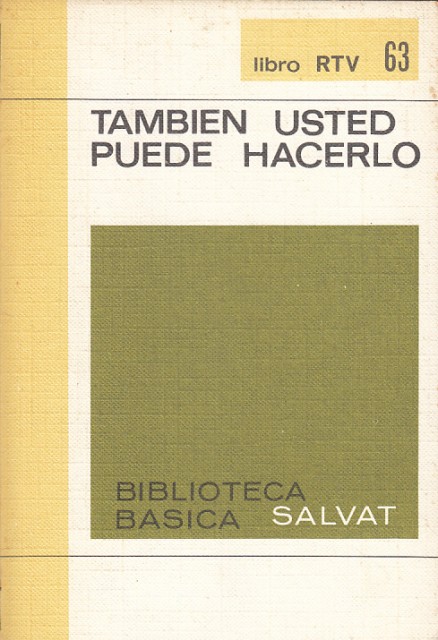 libro RTV 63
TAMBIEN USTED
PUEDE HACERLO
BIBLIOTECA
BASICA SALVAT